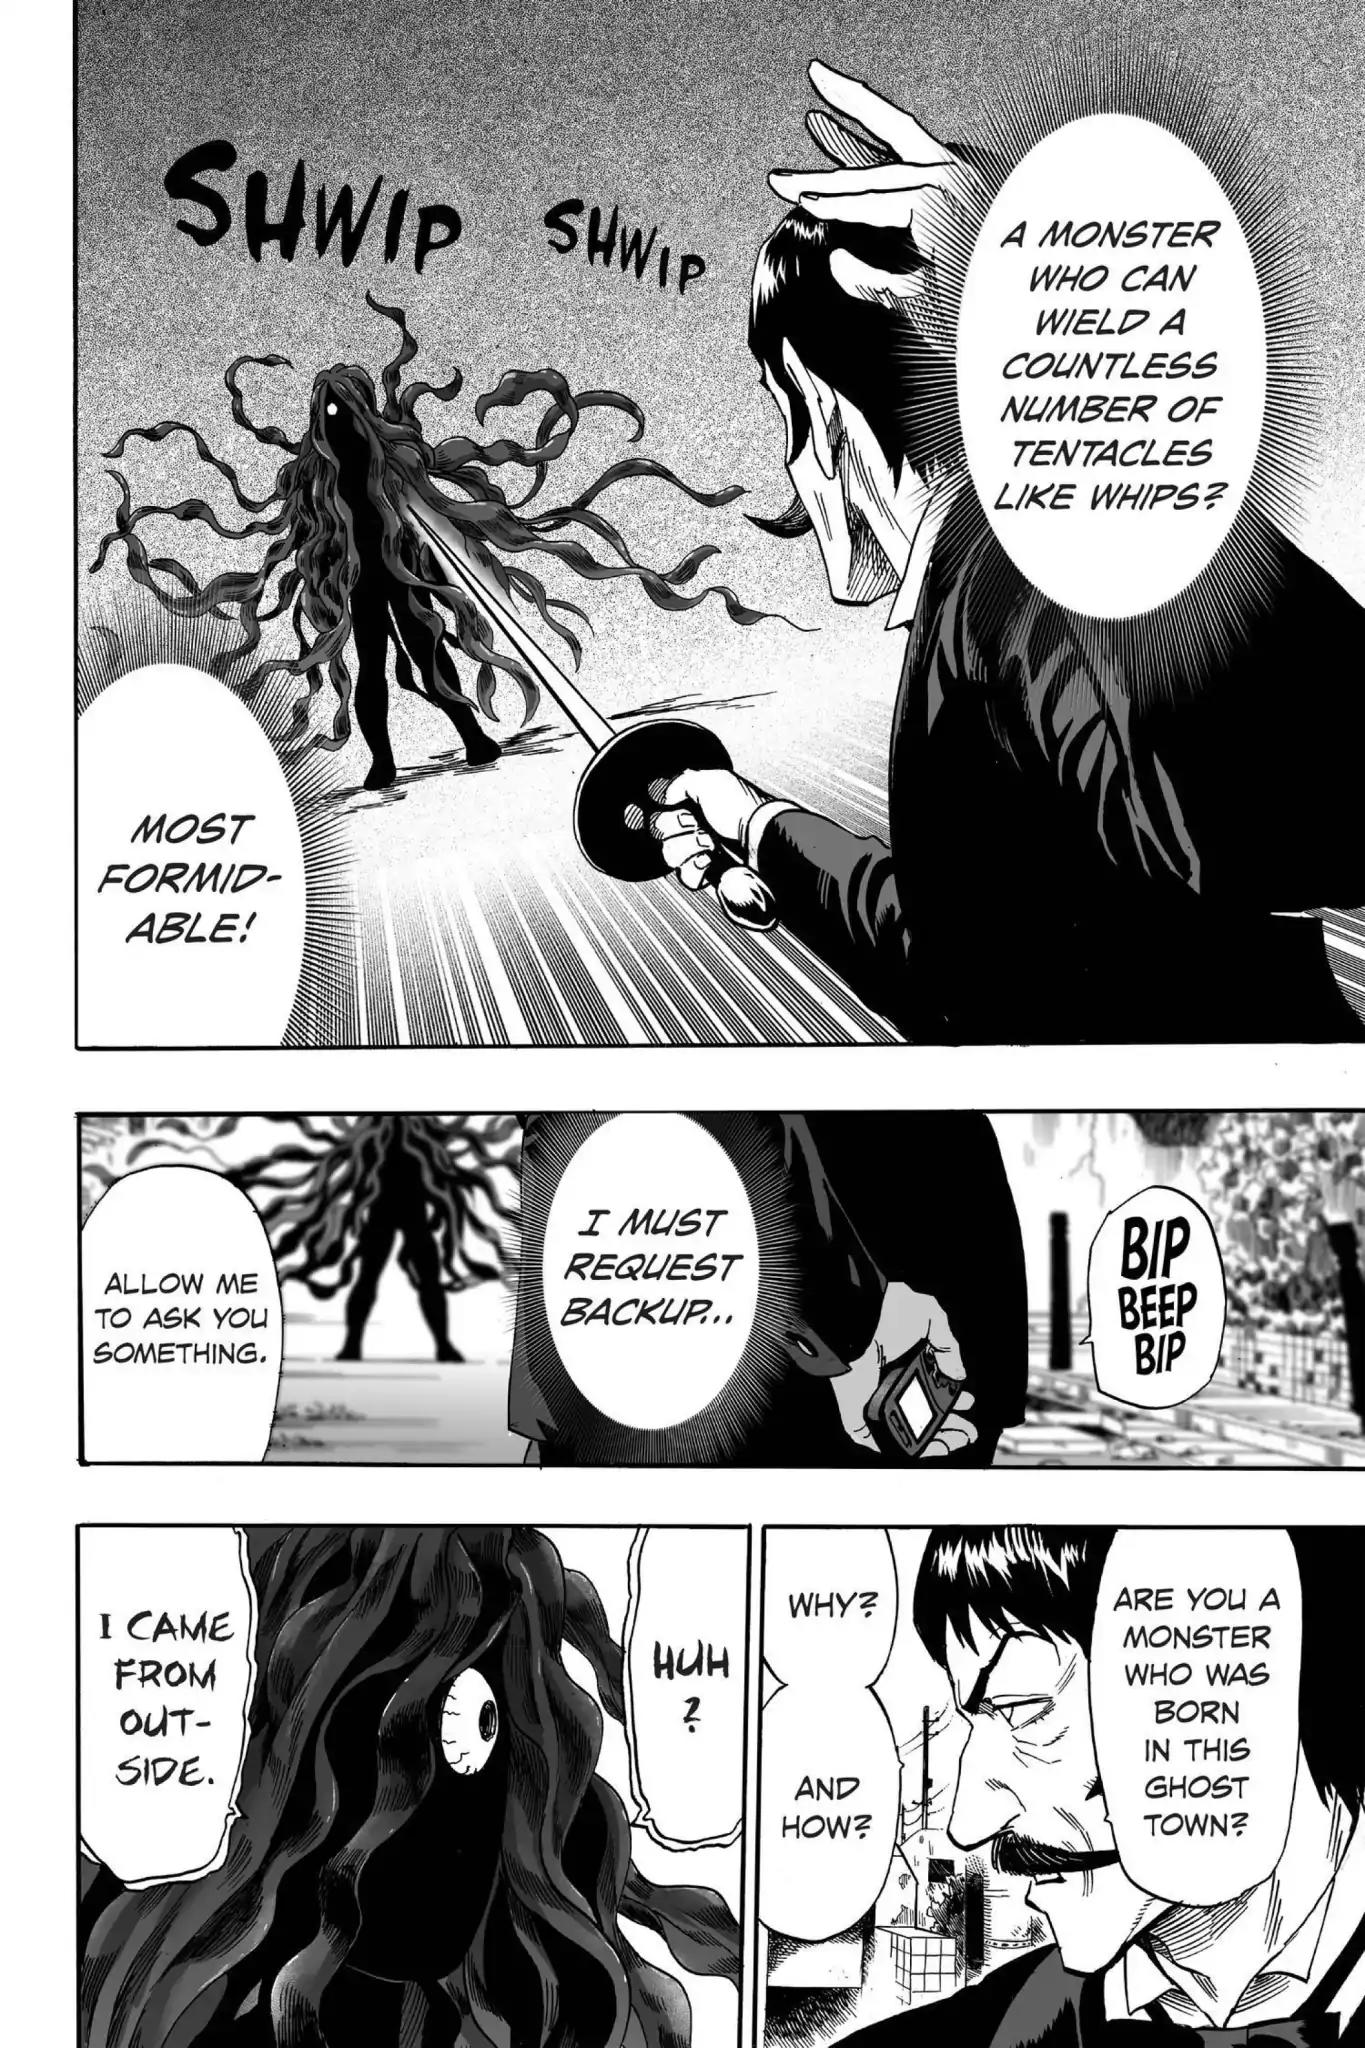 A MONSTER
WHO CAN
WIELD A
COUNTLESS
NUMBER OF
TENTACLES
LIKE WHIPS?
SHWIP
SHWIP
MOST
FORMID-
ABLE!
BIP
BEEP
BIP
I MUST
REQUEST
BACKUP...
ALLOW ME
TO ASK YOU
SOMETHING.
ARE YOU A
MONSTER
WHO WAS
BORN
IN THIS
GHOST
TOWN?
WHY?
AND
HOW?
HUH
?
I CAME
FROM
OUT-
SIDE.